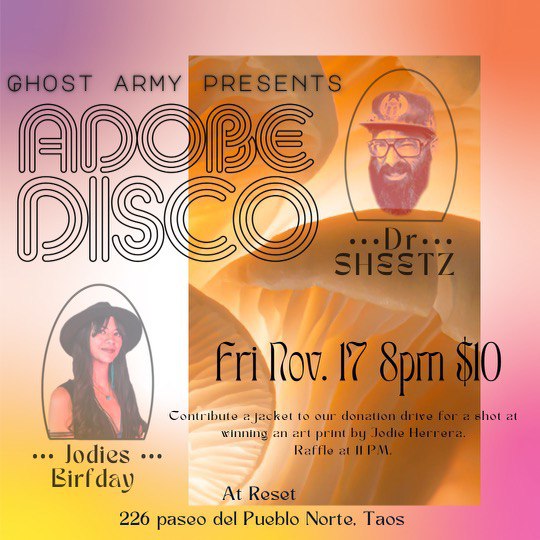 GHOST ARMY PRESENTS
ADOBE
DISCO
•••Dr•••
SHEETZ
Fri Nov. 17 8pm $10
Contribute a jacket to our donation drive for a shot at
winning an art print by Jodie Herrera.
Raffle at 11 PM.
••• Jodies •••
Birfday
At Reset
226 paseo del Pueblo Norte, Taos